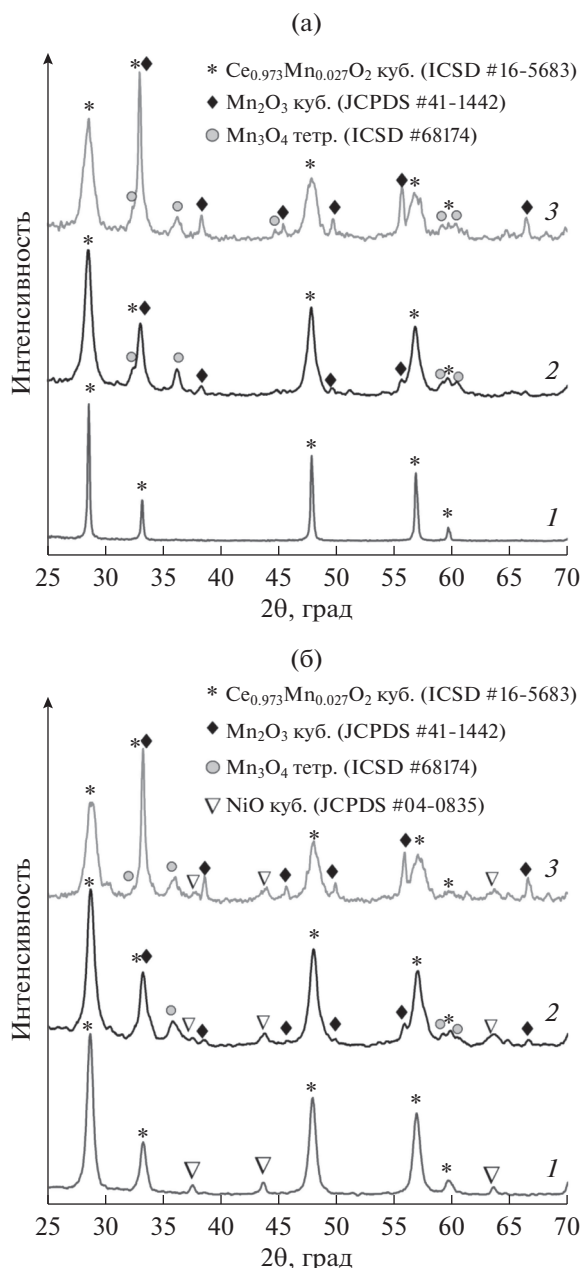 (а)
* Ce0.973Mn0.027O2 куб. (ICSD #16-5683)
◆ Mn2O3 куб. (JCPDS #41-1442)
Mn3O4 тетр. (ICSD #68174)
Интенсивность
3
2
1
25 30 35 40 45 50 55 60 65 70
2θ, град
(б)
* Ce0.973Mn0.027O2 куб. (ICSD #16-5683)
◆ Mn2O3 куб. (JCPDS #41-1442)
Mn3O4 тетр. (ICSD #68174)
▽ NiO куб. (JCPDS #04-0835)
Интенсивность
3
2
1
25 30 35 40 45 50 55 60 65 70
2θ, град